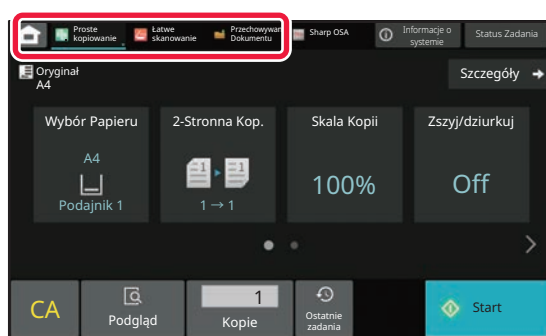 Proste kopiowanie
Łatwe skanowanie
Przechowywan Dokumentu
Sharp OSA
Informacje o systemie
Status Zadania
Oryginał
A4
Szczegóły
Wybór Papieru
A4
Podajnik 1
2-Stronna Kop.
1 → 1
Skala Kopii
100%
Zszyj/dziurkuj
Off
CA
Podgląd
1
Kopie
Ostatnie zadania
Start